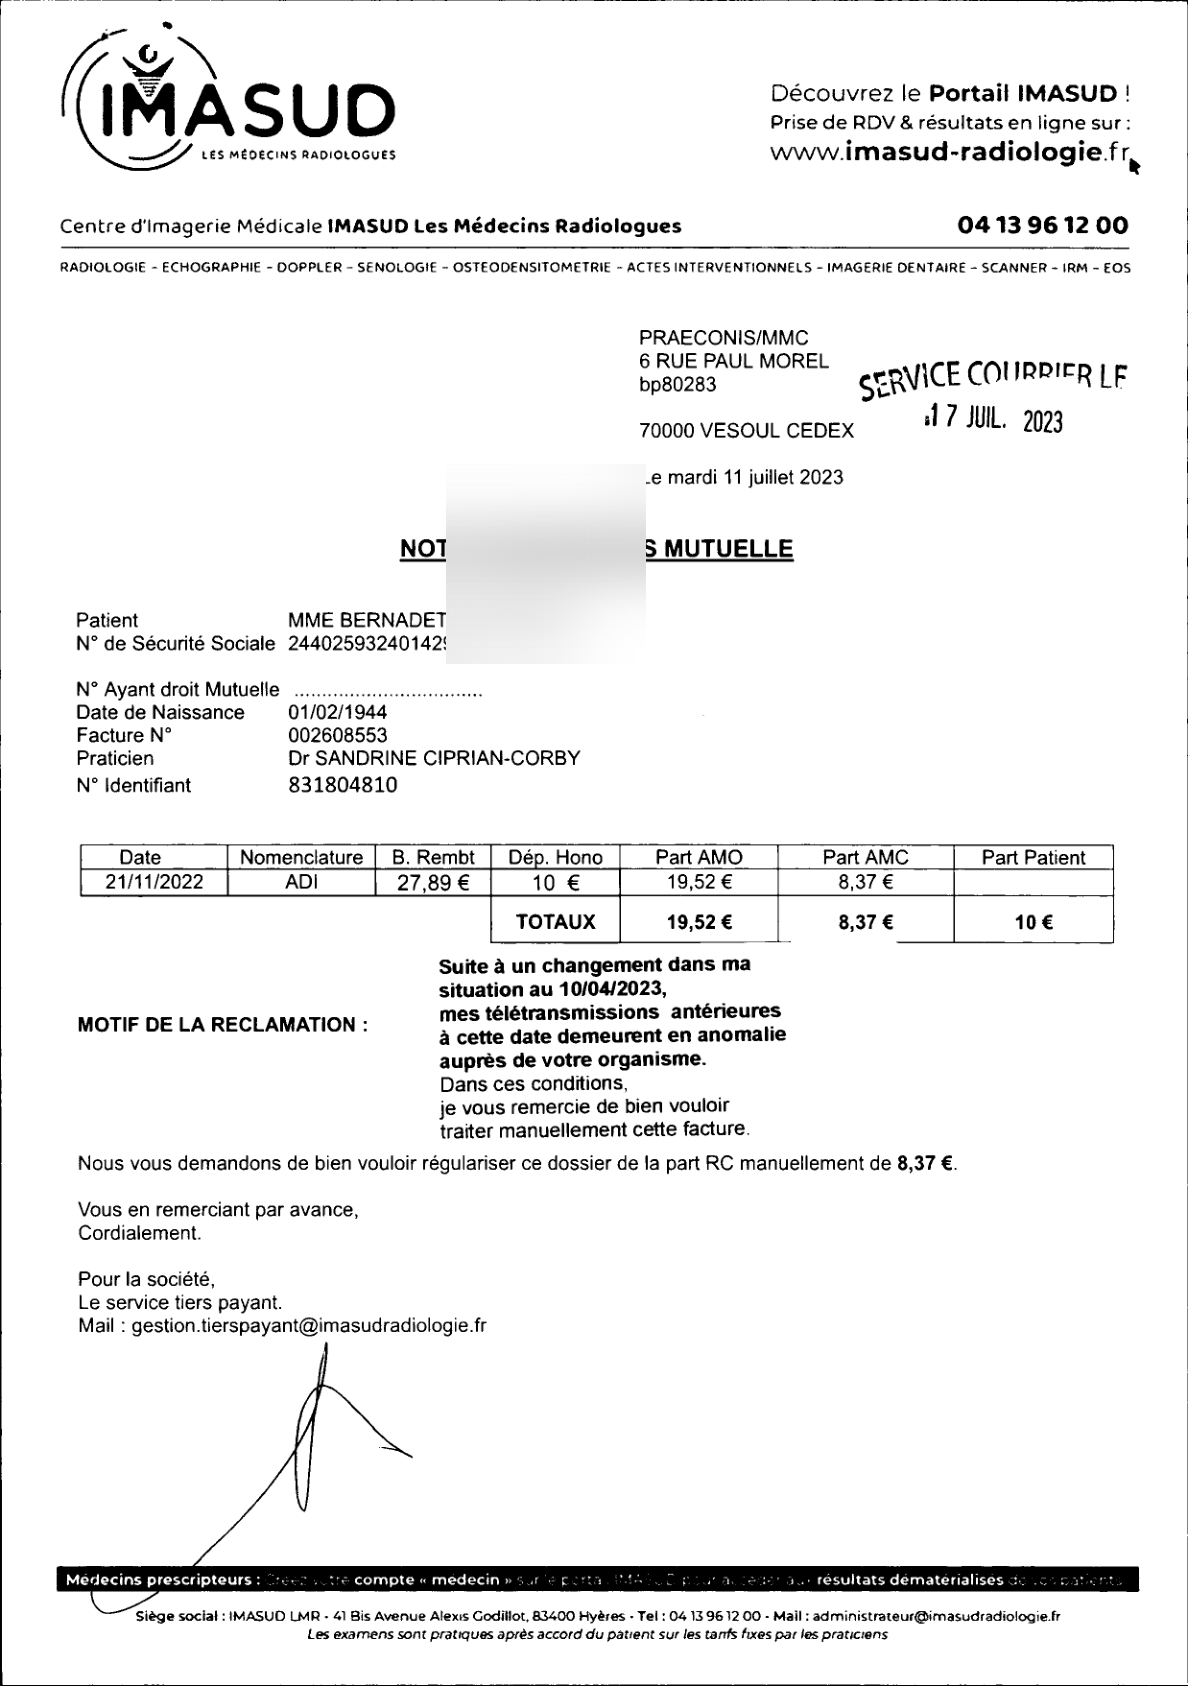 IMASUD
LES MÉDECINS RADIOLOGUES
Découvrez le Portail IMASUD !
Prise de RDV & résultats en ligne sur :
www.imasud-radiologie.fr
Centre d'Imagerie Médicale IMASUD Les Médecins Radiologues
04 13 96 12 00
RADIOLOGIE - ECHOGRAPHIE - DOPPLER - SENOLOGIE - OSTEODENSITOMETRIE - ACTES INTERVENTIONNELS - IMAGERIE DENTAIRE - SCANNER - IRM - EOS
PRAECONIS/MMC
6 RUE PAUL MOREL
bp80283
70000 VESOUL CEDEX
SERVICE COURRIER LE
17 JUIL. 2023
Le mardi 11 juillet 2023
MUTUELLE
Patient MME
N° de Sécurité Sociale
N° Ayant droit Mutuelle ..................................
Date de Naissance 01/02/1944
Facture N° 002608553
Praticien Dr SANDRINE CIPRIAN-CORBY
N° Identifiant 831804810
Date Nomenclature B. Rembt Dép. Hono Part AMO Part AMC Part Patient
21/11/2022 ADI 27,89 € 10 € 19,52 € 8,37 €
TOTAUX 19,52 € 8,37 € 10 €
Suite à un changement dans ma
situation au 10/04/2023,
mes télétransmissions antérieures
à cette date demeurent en anomalie
auprès de votre organisme.
MOTIF DE LA RECLAMATION :
Dans ces conditions,
je vous remercie de bien vouloir
traiter manuellement cette facture.
Nous vous demandons de bien vouloir régulariser ce dossier de la part RC manuellement de 8,37 €.
Vous en remerciant par avance,
Cordialement.
Pour la société,
Le service tiers payant.
Mail : gestion.tierspayant@imasudradiologie.fr
Médecins prescripteurs : Créez votre compte « médecin » sur le portail IMASUD pour accéder aux résultats dématérialisés de vos patients
Siège social : IMASUD LMR - 41 Bis Avenue Alexis Godillot, 83400 Hyères - Tel : 04 13 96 12 00 - Mail : administrateur@imasudradiologie.fr
Les examens sont pratiqués après accord du patient sur les tarifs fixes par les praticiens